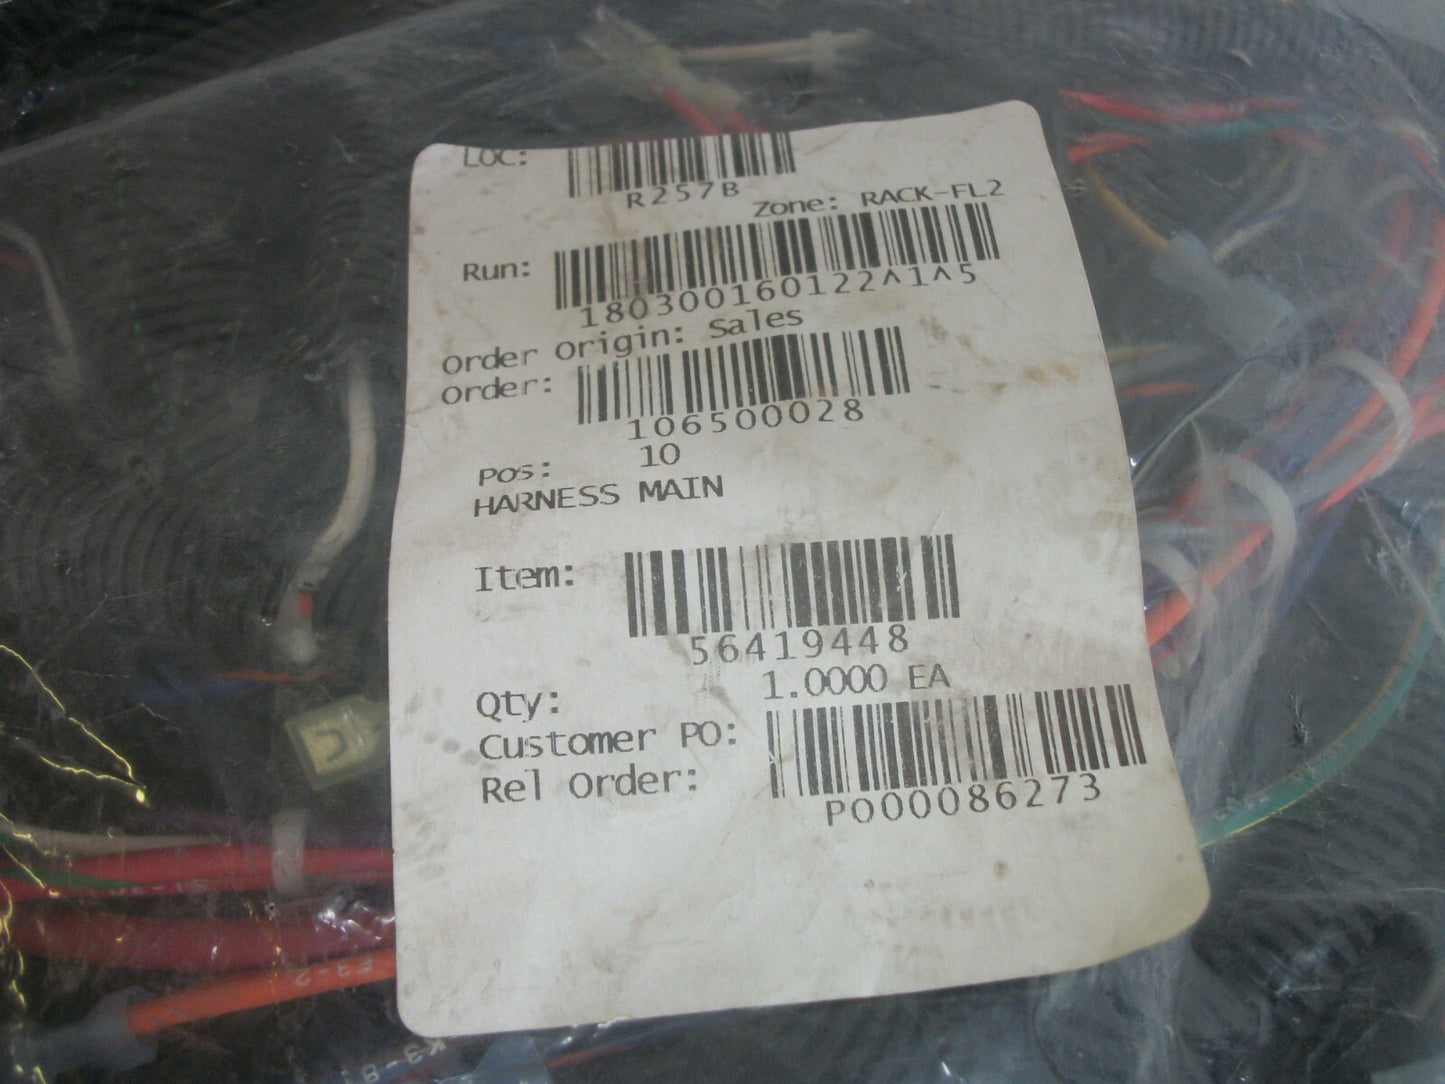 Loc:
R257B
Zone: RACK-FL2
Run:
180300160122^1^5
Order Origin: Sales
Order:
106500028
Pos: 10
HARNESS MAIN
Item:
56419448
Qty: 1.0000 EA
Customer PO:
Rel Order:
PO00086273